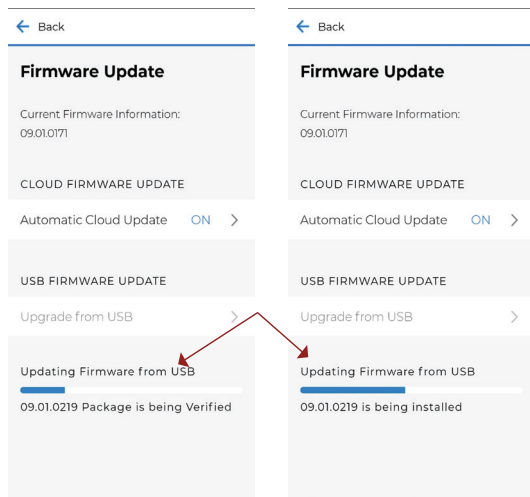 Back
Firmware Update
Current Firmware Information:
09.01.0171
CLOUD FIRMWARE UPDATE
Automatic Cloud Update ON
USB FIRMWARE UPDATE
Upgrade from USB
Updating Firmware from USB
09.01.0219 Package is being Verified
Back
Firmware Update
Current Firmware Information:
09.01.0171
CLOUD FIRMWARE UPDATE
Automatic Cloud Update ON
USB FIRMWARE UPDATE
Upgrade from USB
Updating Firmware from USB
09.01.0219 is being installed